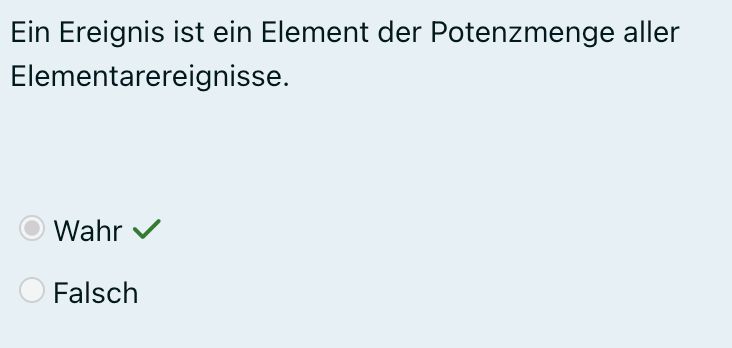 Ein Ereignis ist ein Element der Potenzmenge aller
Elementarereignisse.
Wahr
Falsch